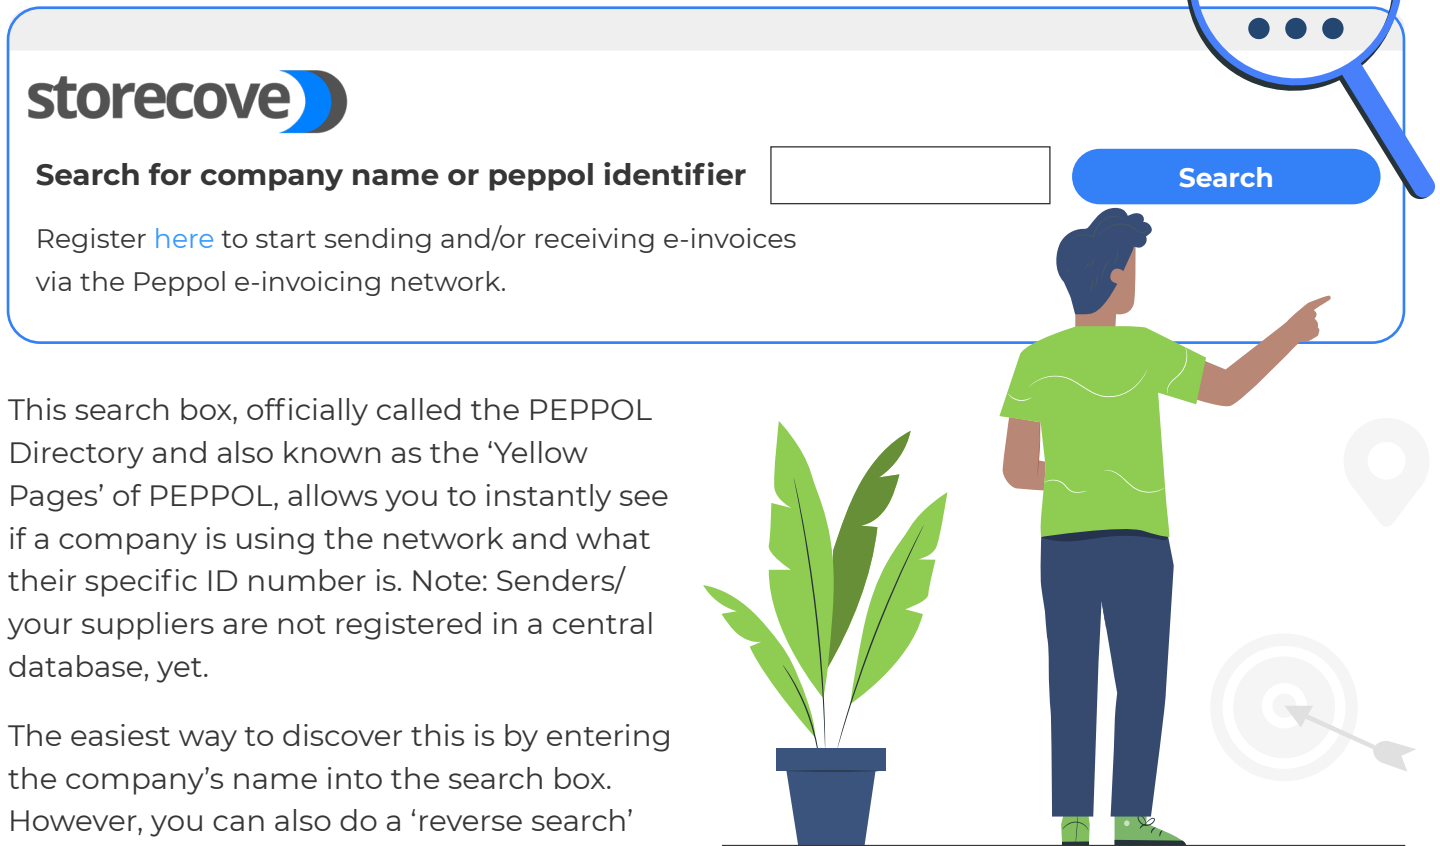 storecove
Search for company name or peppol identifier
Search
Register here to start sending and/or receiving e-invoices
via the Peppol e-invoicing network.
This search box, officially called the PEPPOL
Directory and also known as the ‘Yellow
Pages’ of PEPPOL, allows you to instantly see
if a company is using the network and what
their specific ID number is. Note: Senders/
your suppliers are not registered in a central
database, yet.
The easiest way to discover this is by entering
the company’s name into the search box.
However, you can also do a ‘reverse search’